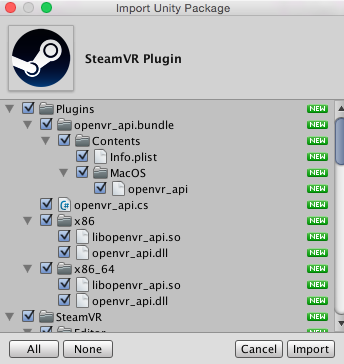 Import Unity Package
SteamVR Plugin
Plugins NEW
openvr_api.bundle NEW
Contents NEW
Info.plist NEW
MacOS NEW
openvr_api NEW
openvr_api.cs NEW
x86 NEW
libopenvr_api.so NEW
openvr_api.dll NEW
x86_64 NEW
libopenvr_api.so NEW
openvr_api.dll NEW
SteamVR NEW
Editor NEW
All None Cancel Import